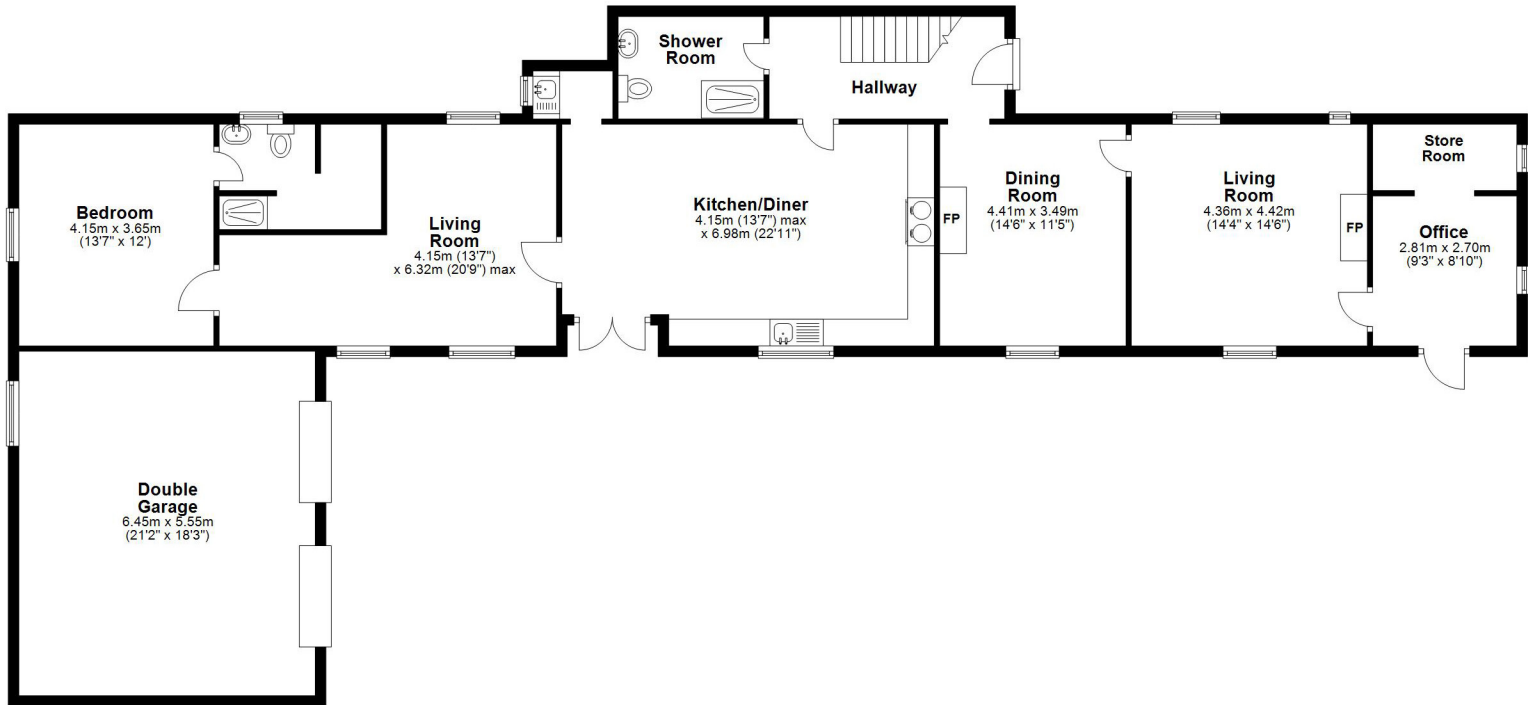 Shower
Room
Hallway
Bedroom
4.15m x 3.65m
(13'7" x 12')
Living
Room
4.15m (13'7")
x 6.32m (20'9") max
Kitchen/Diner
4.15m (13'7") max
x 6.98m (22'11")
FP
Dining
Room
4.41m x 3.49m
(14'6" x 11'5")
Living
Room
4.36m x 4.42m
(14'4" x 14'6")
FP
Store
Room
Office
2.81m x 2.70m
(9'3" x 8'10")
Double
Garage
6.45m x 5.55m
(21'2" x 18'3")